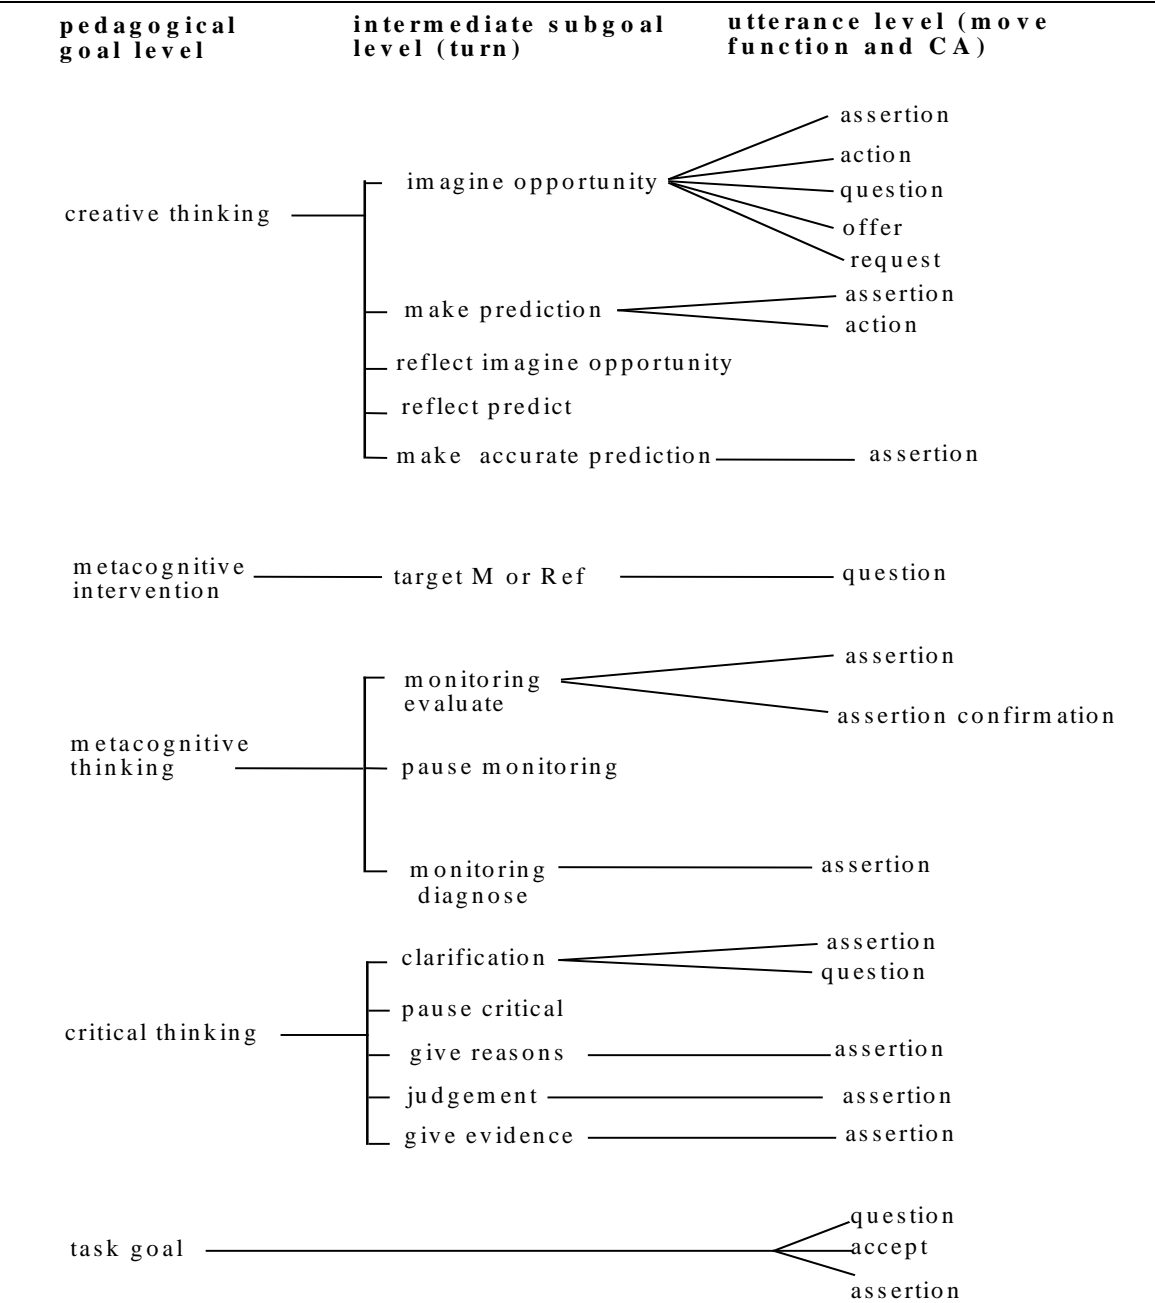 pedagogical
goal level
intermediate subgoal
level (turn)
utterance level (move
function and CA)
creative thinking
imagine opportunity
assertion
action
question
offer
request
make prediction
assertion
action
reflect imagine opportunity
reflect predict
make accurate prediction
assertion
metacognitive
intervention
target M or Ref
question
metacognitive
thinking
monitoring
evaluate
assertion
assertion confirmation
pause monitoring
monitoring
diagnose
assertion
critical thinking
clarification
assertion
question
pause critical
give reasons
assertion
judgement
assertion
give evidence
assertion
task goal
question
accept
assertion